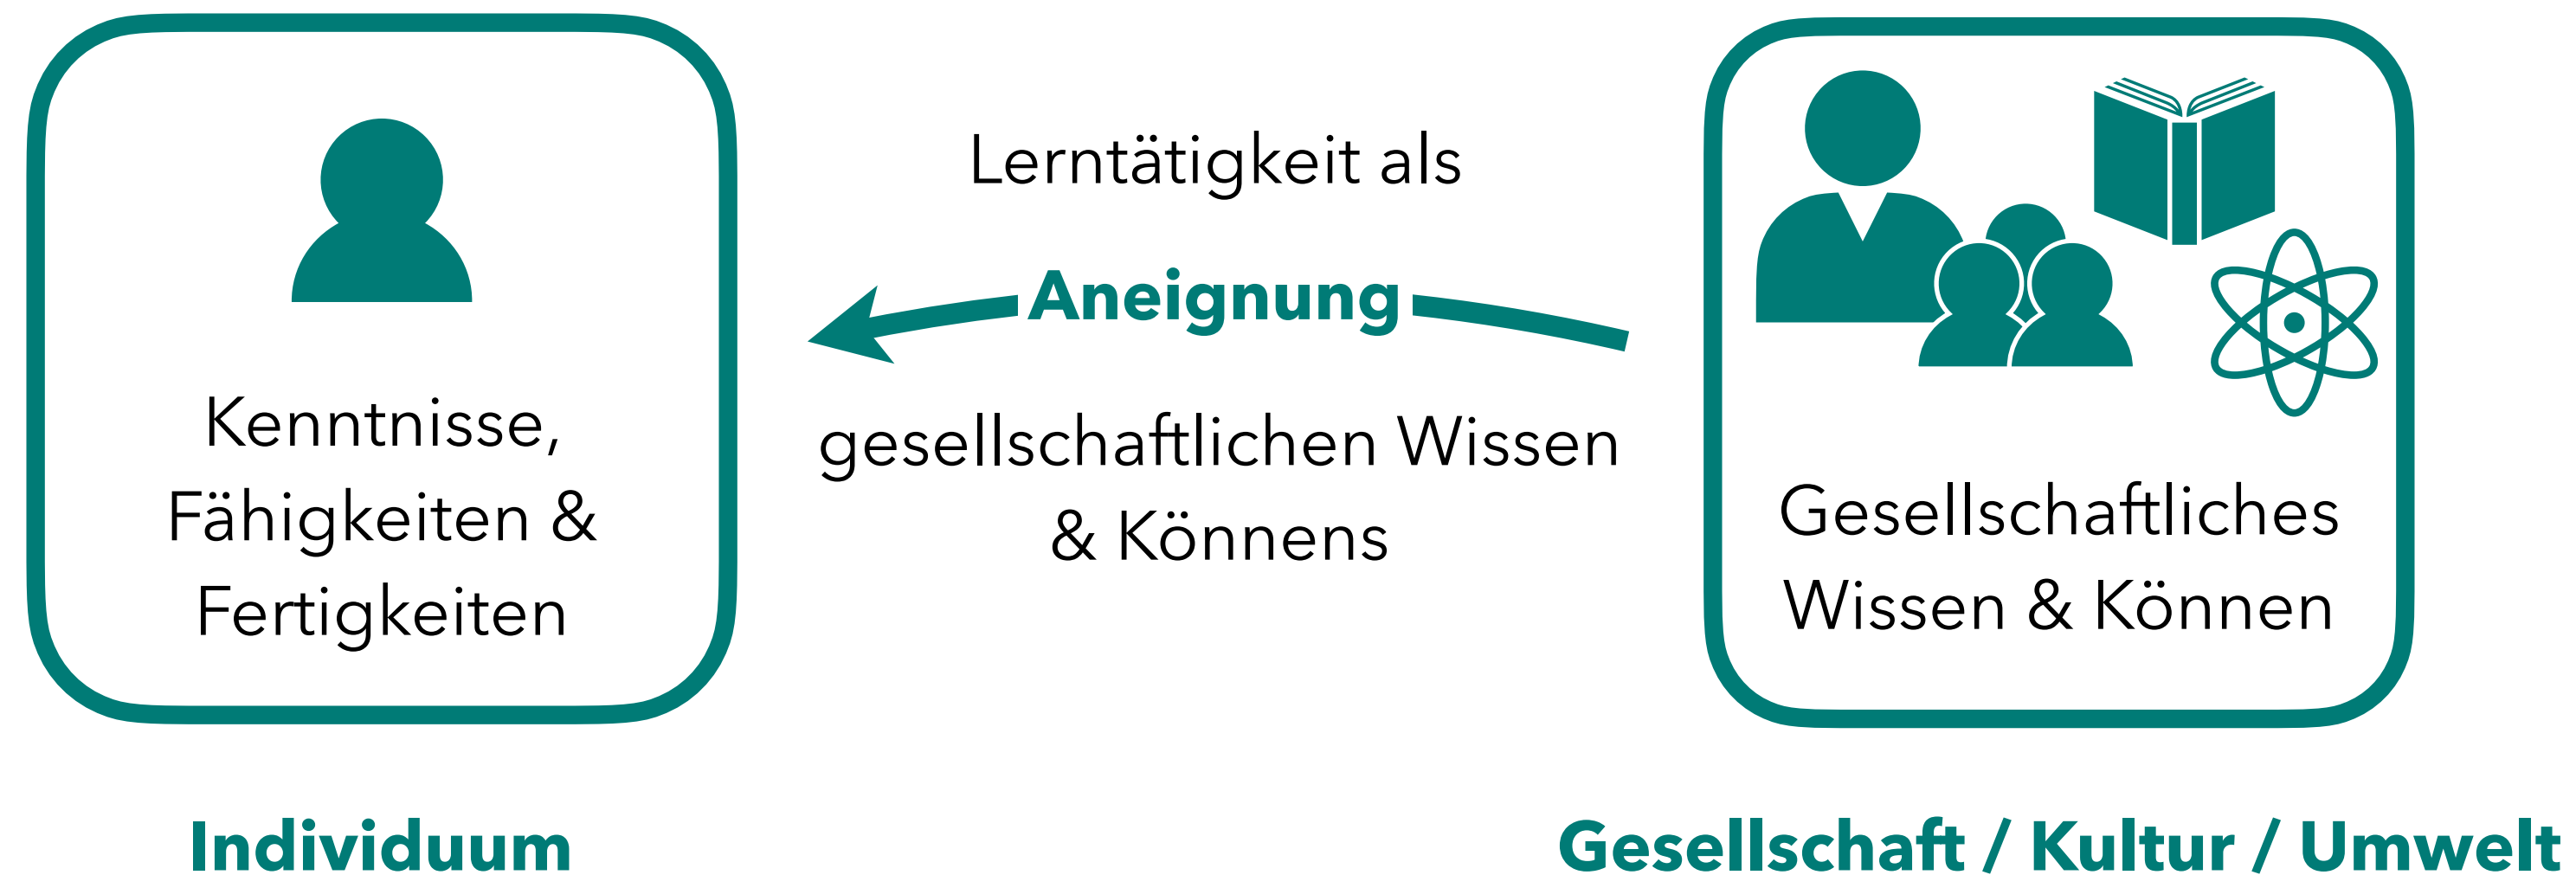 Kenntnisse,
Fähigkeiten &
Fertigkeiten
Individuum
Lerntätigkeit als
Aneignung
gesellschaftlichen Wissen
& Könnens
Gesellschaftliches
Wissen & Können
Gesellschaft / Kultur / Umwelt